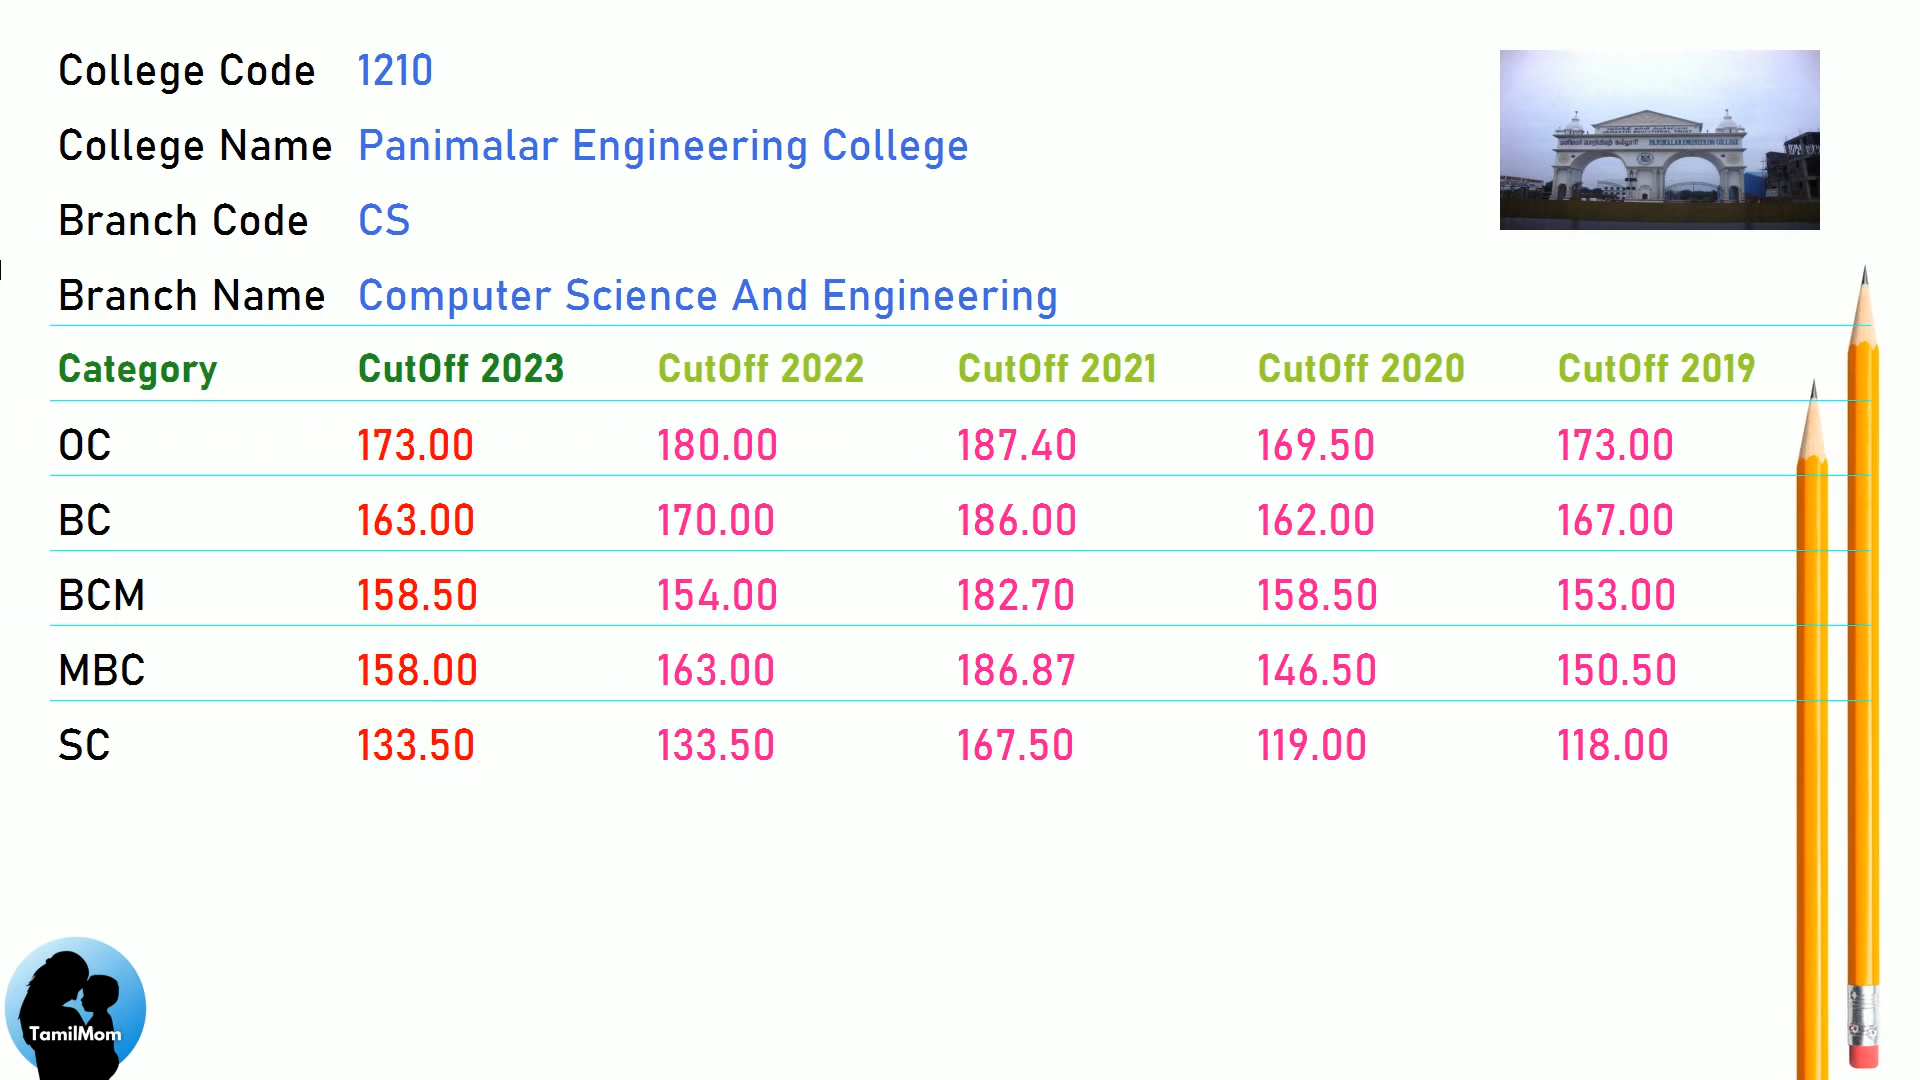 College Code 1210
College Name Panimalar Engineering College
Branch Code CS
Branch Name Computer Science And Engineering
Category CutOff 2023 CutOff 2022 CutOff 2021 CutOff 2020 CutOff 2019
OC 173.00 180.00 187.40 169.50 173.00
BC 163.00 170.00 186.00 162.00 167.00
BCM 158.50 154.00 182.70 158.50 153.00
MBC 158.00 163.00 186.87 146.50 150.50
SC 133.50 133.50 167.50 119.00 118.00
PANIMALAR ENGINEERING COLLEGE
TamilMom